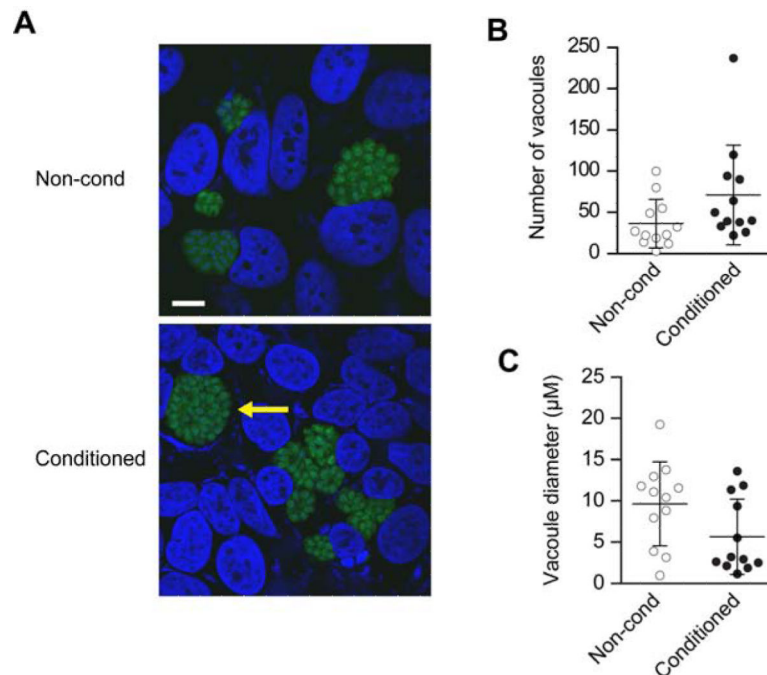 A
Non-cond
Conditioned
B
Number of vacoules
250
200
150
100
50
0
Non-cond
Conditioned
C
Vacoule diameter (µM)
25
20
15
10
5
0
Non-cond
Conditioned